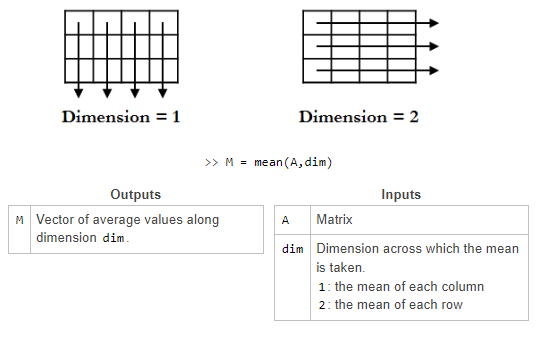 Dimension = 1
Dimension = 2
>> M = mean(A,dim)
Outputs
M Vector of average values along
dimension dim.
Inputs
A Matrix
dim Dimension across which the mean
is taken.
1: the mean of each column
2: the mean of each row